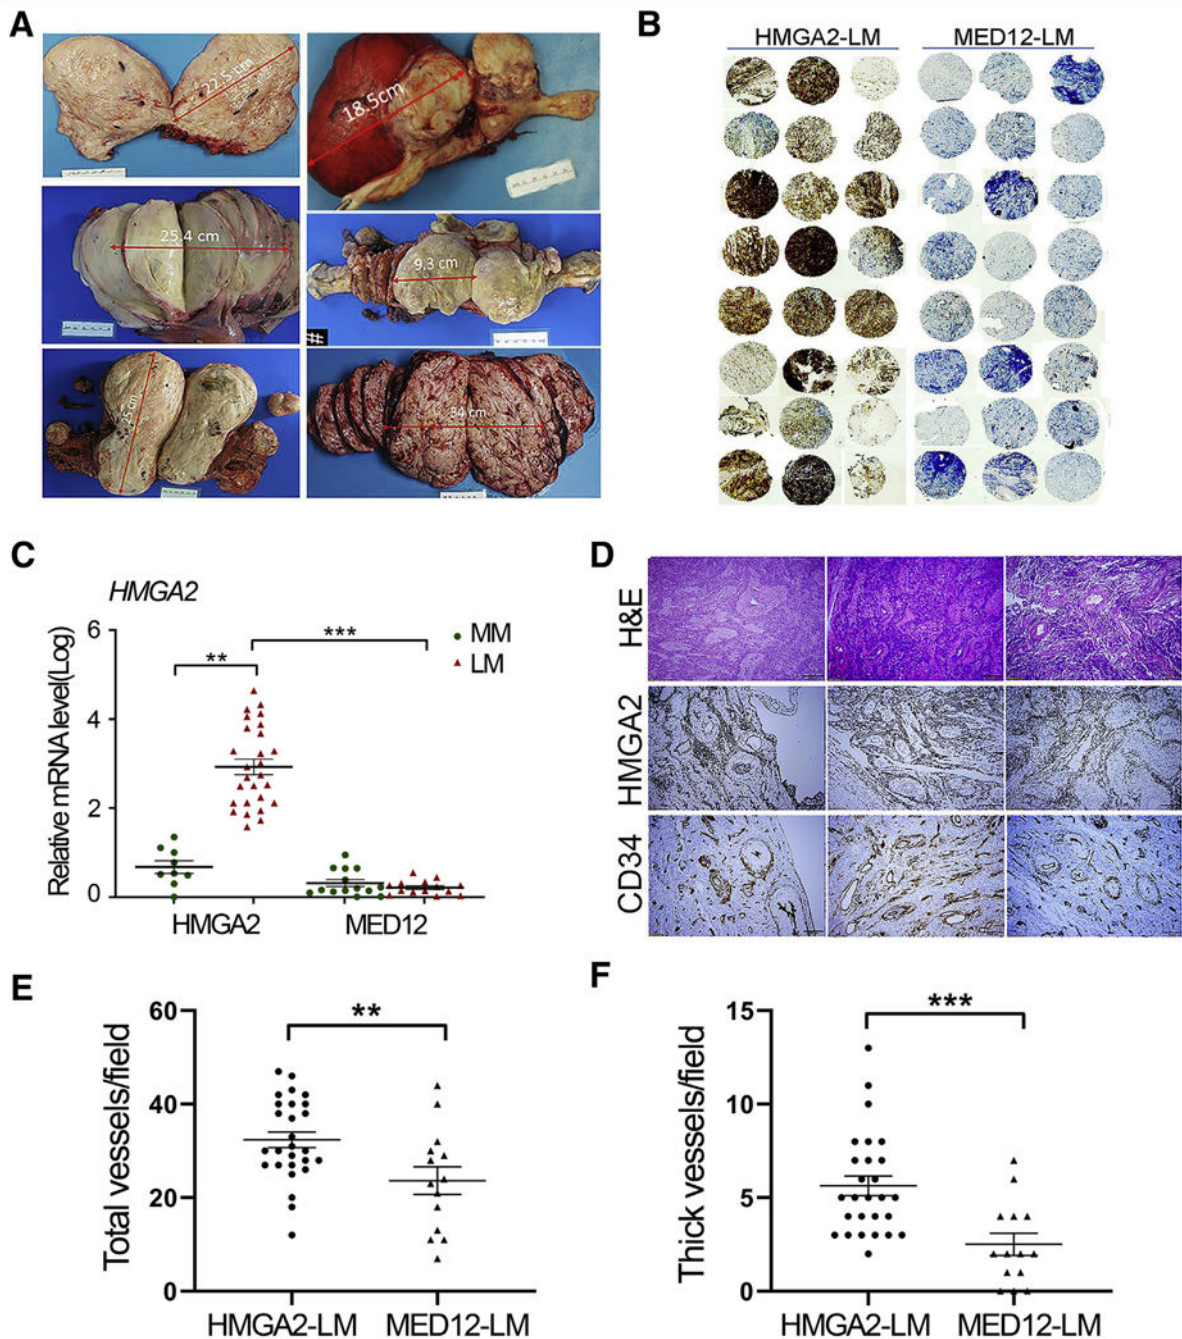 A
22.5 cm
18.5cm
25.4 cm
9.3 cm
34 cm
B
HMGA2-LM MED12-LM
C
HMGA2
Relative mRNA level(Log)
6
4
2
0
**
***
MM
LM
HMGA2 MED12
D
H&E
HMGA2
CD34
E
Total vessels/field
60
40
20
0
**
HMGA2-LM MED12-LM
F
Thick vessels/field
15
10
5
0
***
HMGA2-LM MED12-LM